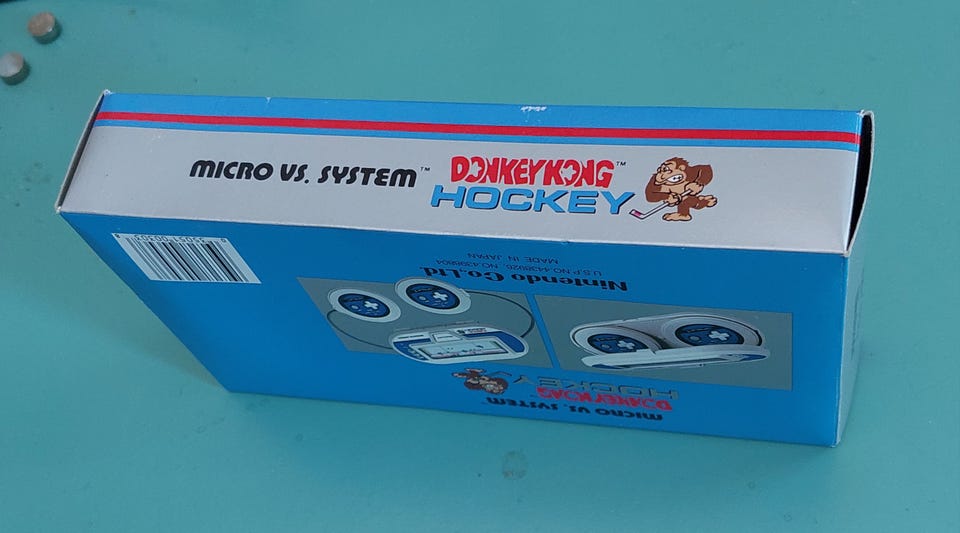 MICRO VS. SYSTEM™
DONKEY KONG™
HOCKEY
MICRO VS. SYSTEM
DONKEY KONG
HOCKEY
Nintendo Co., Ltd.
MADE IN JAPAN